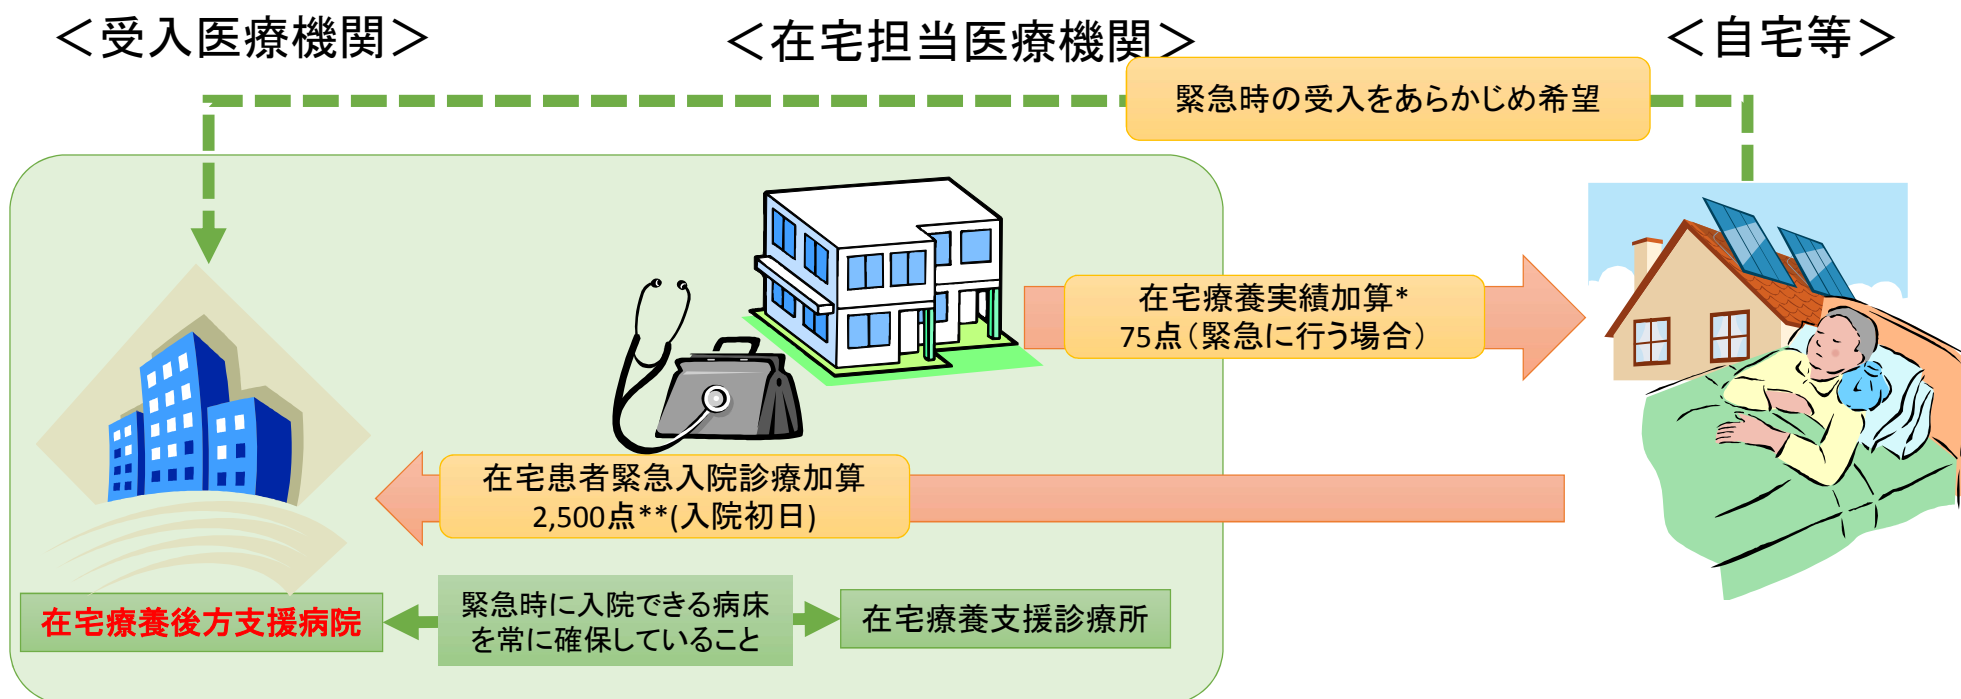 ＜受入医療機関＞
＜在宅担当医療機関＞
＜自宅等＞
緊急時の受入をあらかじめ希望
在宅療養実績加算*
75点（緊急に行う場合）
在宅患者緊急入院診療加算
2,500点**(入院初日)
在宅療養後方支援病院
緊急時に入院できる病床
を常に確保していること
在宅療養支援診療所